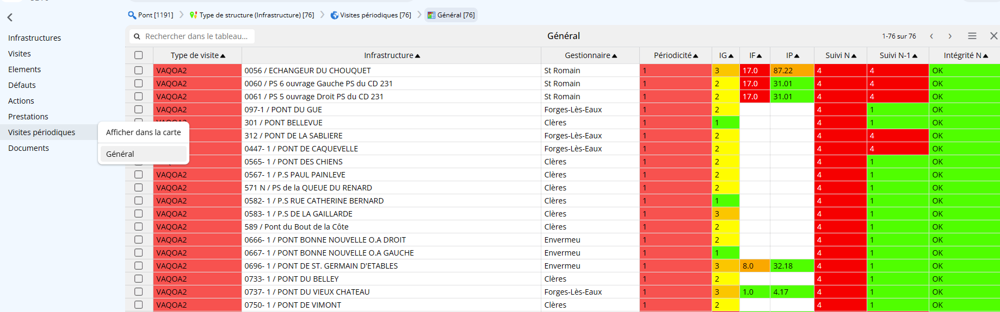 Pont [1191] Type de structure (Infrastructure) [76] Visites périodiques [76] Général [76]
Infrastructures
Visites
Elements
Défauts
Actions
Prestations
Visites périodiques
Documents
Afficher dans la carte
Général
Rechercher dans le tableau... Général 1-76 sur 76
Type de visite▲ Infrastructure▲ Gestionnaire▲ Périodicité▲ IG▲ IF▲ IP▲ Suivi N▲ Suivi N-1▲ Intégrité N▲
VAQOA2 0056 / ECHANGEUR DU CHOUQUET St Romain 1 3 17.0 87.22 4 4 OK
VAQOA2 0060 / PS 6 ouvrage Gauche PS du CD 231 St Romain 1 2 17.0 31.01 4 4 OK
VAQOA2 0061 / PS 5 ouvrage Droit PS du CD 231 St Romain 1 2 17.0 31.01 4 4 OK
VAQOA2 097-1 / PONT DU GUE Forges-Lès-Eaux 1 2 4 1 OK
301 / PONT BELLEVUE Clères 1 1 4 1 OK
312 / PONT DE LA SABLIERE Forges-Lès-Eaux 1 2 4 4 OK
0447- 1 / PONT DE CAQUEVELLE Forges-Lès-Eaux 1 2 4 4 OK
0565- 1 / PONT DES CHIENS Clères 1 2 4 1 OK
VAQOA2 0567- 1 / P.S PAUL PAINLEVE Clères 1 2 4 1 OK
VAQOA2 571 N / PS de la QUEUE DU RENARD Clères 1 2 4 1 OK
VAQOA2 0582- 1 / P.S RUE CATHERINE BERNARD Clères 1 1 4 1 OK
VAQOA2 0583- 1 / P.S DE LA GAILLARDE Clères 1 3 4 1 OK
VAQOA2 589 / Pont du Bout de la Côte Clères 1 2 4 1 OK
VAQOA2 0666- 1 / PONT BONNE NOUVELLE O.A DROIT Envermeu 1 2 4 1 OK
VAQOA2 0667- 1 / PONT BONNE NOUVELLE O.A GAUCHE Envermeu 1 1 4 1 OK
VAQOA2 0696- 1 / PONT DE ST. GERMAIN D'ETABLES Envermeu 1 3 8.0 32.18 4 1 OK
VAQOA2 0733- 1 / PONT DU BELLEY Clères 1 2 4 1 OK
VAQOA2 0737- 1 / PONT DU VIEUX CHATEAU Forges-Lès-Eaux 1 3 1.0 4.17 4 1 OK
VAQOA2 0750- 1 / PONT DE VIMONT Clères 1 2 4 1 OK